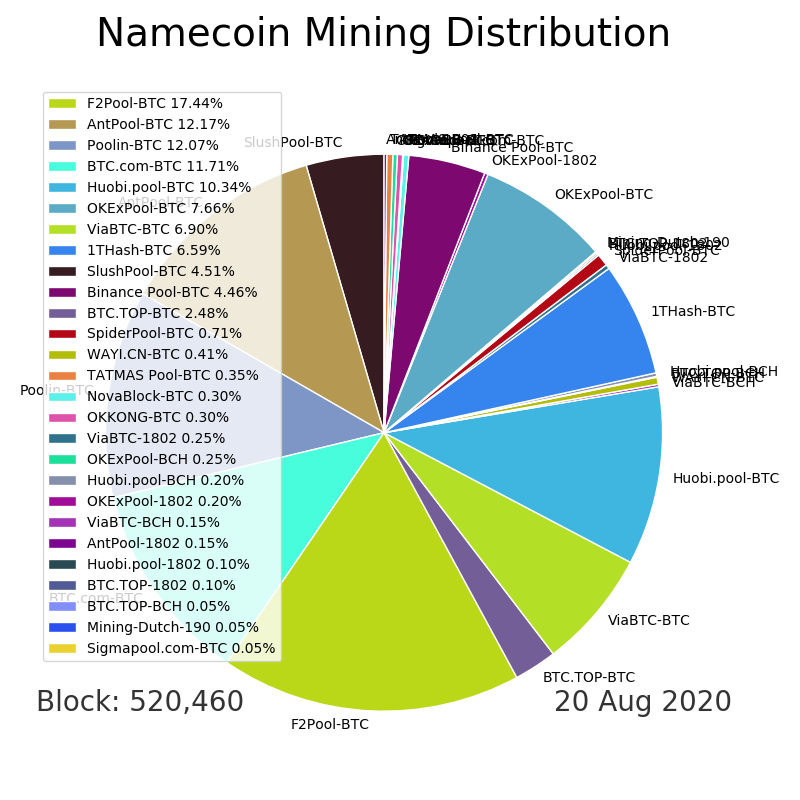 Namecoin Mining Distribution
F2Pool-BTC 17.44%
AntPool-BTC 12.17%
Poolin-BTC 12.07%
BTC.com-BTC 11.71%
Huobi.pool-BTC 10.34%
OKExPool-BTC 7.66%
ViaBTC-BTC 6.90%
1THash-BTC 6.59%
SlushPool-BTC 4.51%
Binance Pool-BTC 4.46%
BTC.TOP-BTC 2.48%
SpiderPool-BTC 0.71%
WAYI.CN-BTC 0.41%
TATMAS Pool-BTC 0.35%
NovaBlock-BTC 0.30%
OKKONG-BTC 0.30%
ViaBTC-1802 0.25%
OKExPool-BCH 0.25%
Huobi.pool-BCH 0.20%
OKExPool-1802 0.20%
ViaBTC-BCH 0.15%
AntPool-1802 0.15%
Huobi.pool-1802 0.10%
BTC.TOP-1802 0.10%
BTC.TOP-BCH 0.05%
Mining-Dutch-190 0.05%
Sigmapool.com-BTC 0.05%
SlushPool-BTC
Binance Pool-BTC
OKExPool-1802
AntPool-BTC
OKExPool-BTC
ViaBTC-1802
1THash-BTC
Huobi.pool-BCH
ViaBTC-BCH
Poolin-BTC
Huobi.pool-BTC
BTC.com-BTC
ViaBTC-BTC
BTC.TOP-BTC
F2Pool-BTC
Block: 520,460
20 Aug 2020